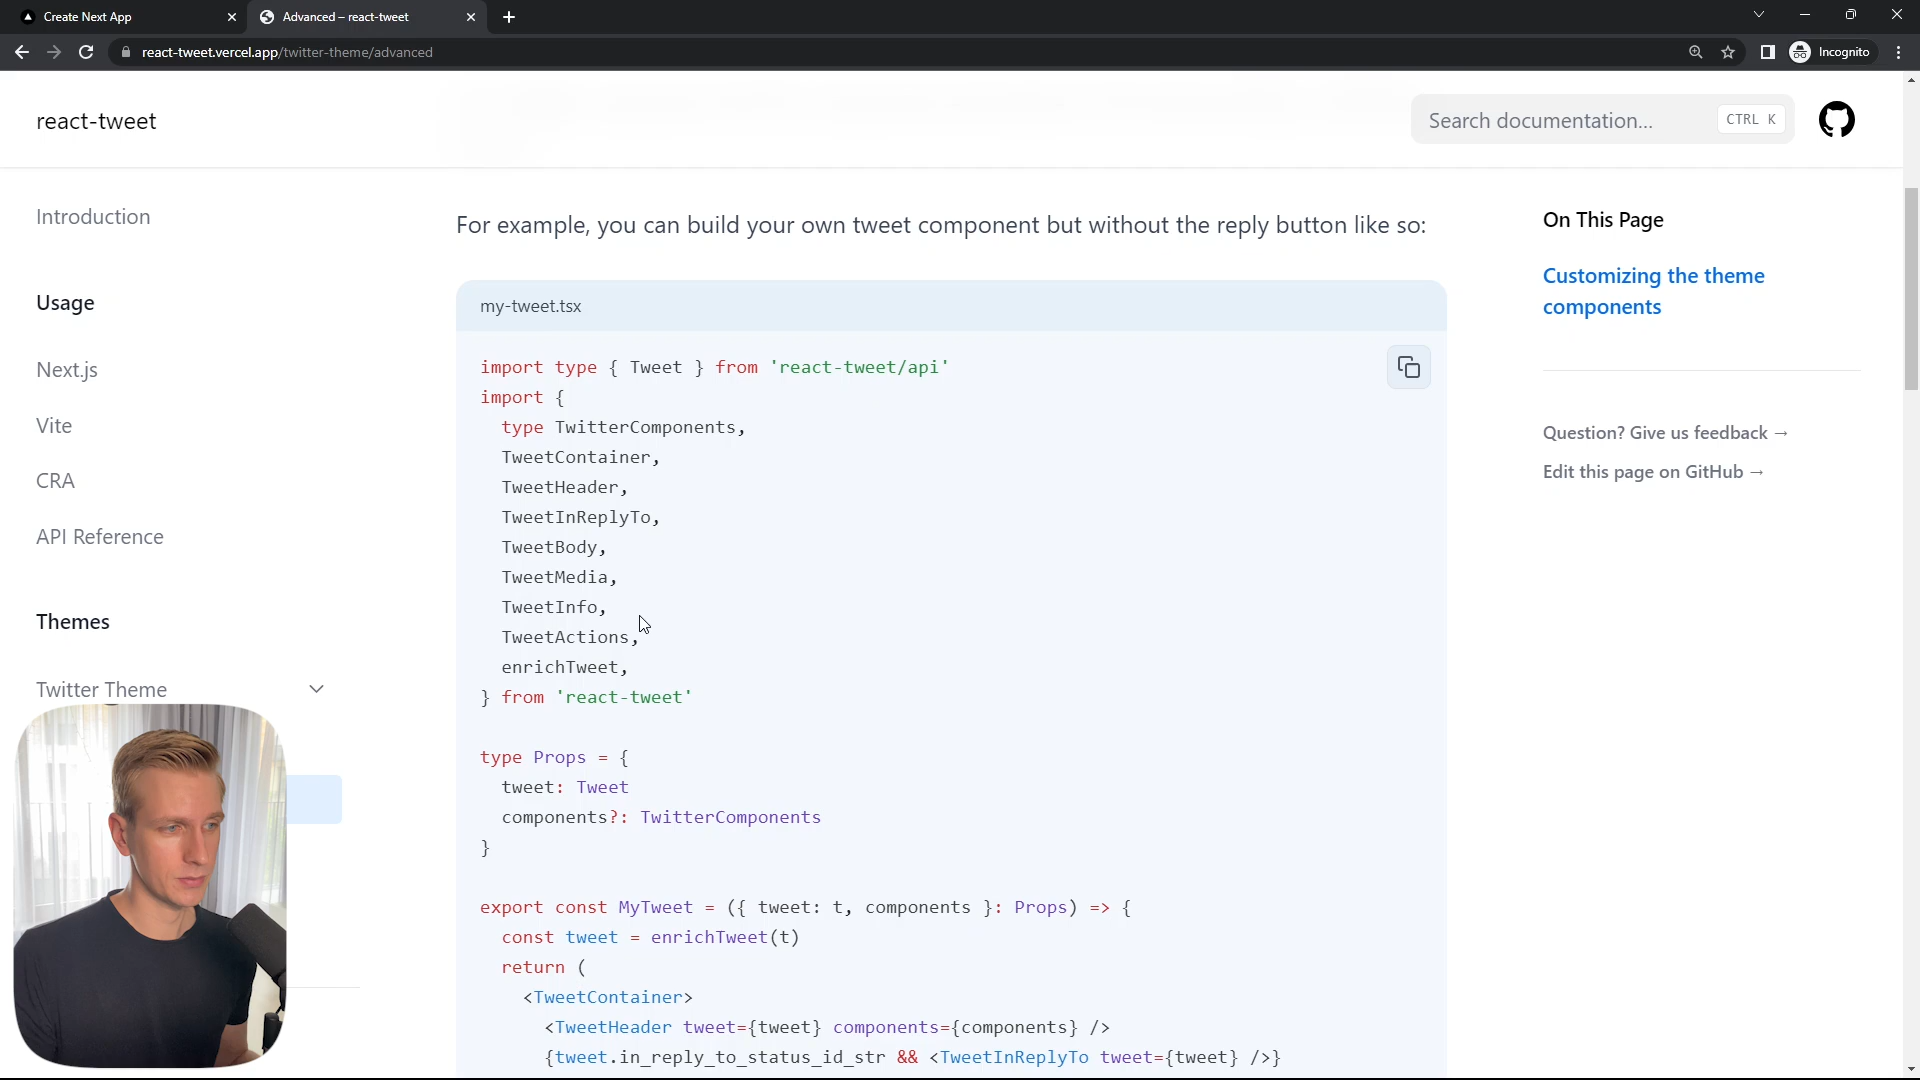 Create Next App
Advanced – react-tweet
react-tweet.vercel.app/twitter-theme/advanced
Incognito
react-tweet
Search documentation...
CTRL K
Introduction
Usage
Next.js
Vite
CRA
API Reference
Themes
Twitter Theme
For example, you can build your own tweet component but without the reply button like so:
my-tweet.tsx
import type { Tweet } from 'react-tweet/api'
import {
type TwitterComponents,
TweetContainer,
TweetHeader,
TweetInReplyTo,
TweetBody,
TweetMedia,
TweetInfo,
TweetActions,
enrichTweet,
} from 'react-tweet'
type Props = {
tweet: Tweet
components?: TwitterComponents
}
export const MyTweet = ({ tweet: t, components }: Props) => {
const tweet = enrichTweet(t)
return (
<TweetContainer>
<TweetHeader tweet={tweet} components={components} />
{tweet.in_reply_to_status_id_str && <TweetInReplyTo tweet={tweet} />}
On This Page
Customizing the theme
components
Question? Give us feedback →
Edit this page on GitHub →